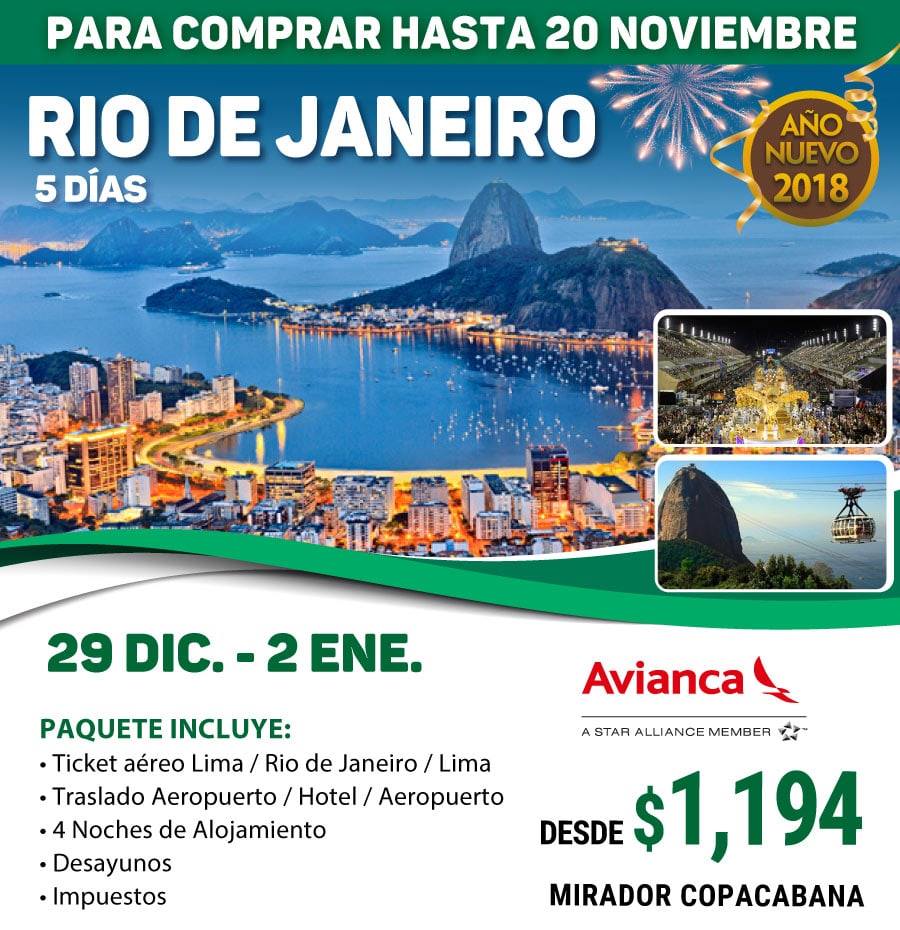 PARA COMPRAR HASTA 20 NOVIEMBRE
RIO DE JANEIRO
5 DÍAS
AÑO
NUEVO
2018
29 DIC. - 2 ENE.
PAQUETE INCLUYE:
• Ticket aéreo Lima / Rio de Janeiro / Lima
• Traslado Aeropuerto / Hotel / Aeropuerto
• 4 Noches de Alojamiento
• Desayunos
• Impuestos
Avianca
A STAR ALLIANCE MEMBER
DESDE $1,194
MIRADOR COPACABANA